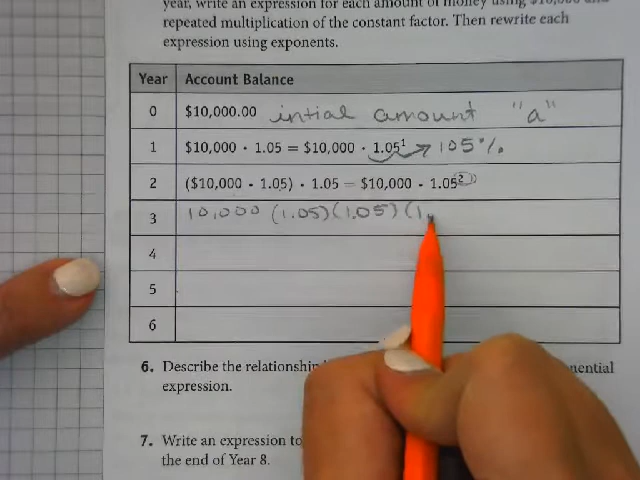 year, write an expression for each amount of money using $10,000 and
repeated multiplication of the constant factor. Then rewrite each
expression using exponents.
Year Account Balance
0 $10,000.00 intial amount "a"
1 $10,000 · 1.05 = $10,000 · 1.05¹ → 105%.
2 ($10,000 · 1.05) · 1.05 = $10,000 · 1.05²
3 10,000 (1.05)(1.05)(1.
4
5
6
6. Describe the relationship nential
expression.
7. Write an expression to
the end of Year 8.